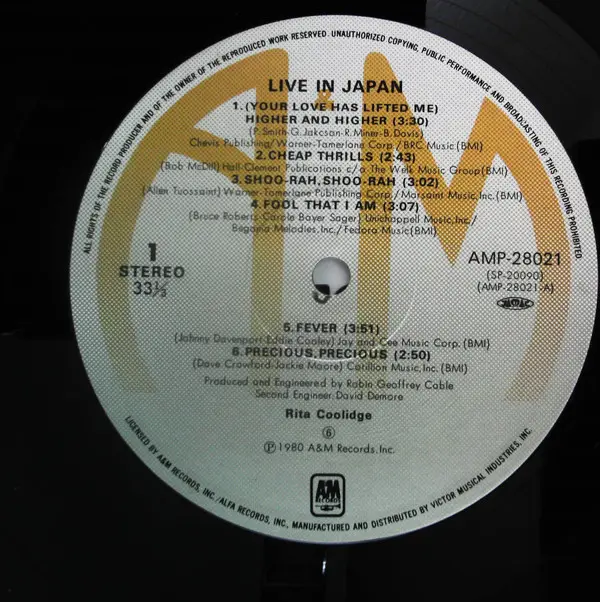 ALL RIGHTS OF THE RECORD PRODUCER AND OF THE OWNER OF THE REPRODUCED WORK RESERVED. UNAUTHORIZED COPYING, PUBLIC PERFORMANCE AND BROADCASTING OF THIS RECORDING PROHIBITED
LIVE IN JAPAN
1. (YOUR LOVE HAS LIFTED ME)
HIGHER AND HIGHER (3:30)
(P. Smith-G. Jakcson-R. Miner-B. Davis)
Chevis Publishing/Warner-Tamerlane Corp./BRC Music (BMI)
2. CHEAP THRILLS (2:43)
(Bob McDill) Hall-Clement Publications c/o The Welk Music Group (BMI)
3. SHOO-RAH, SHOO-RAH (3:02)
(Allen Tuossaint) Warner-Tamerlane Publishing Corp./Marsaint Music, Inc. (BMI)
4. FOOL THAT I AM (3:07)
(Bruce Roberts-Carole Bayer Sager) Unichappell Music, Inc./
Begonia Melodies, Inc./Fedora Music (BMI)
1
STEREO
33⅓
AMP-28021
(SP-20090)
(AMP-28021-A)
5. FEVER (3:51)
(Johnny Davenport-Eddie Cooley) Jay and Cee Music Corp. (BMI)
6. PRECIOUS, PRECIOUS (2:50)
(Dave Crawford-Jackie Moore) Cotillion Music, Inc. (BMI)
Produced and Engineered by Robin Geoffrey Cable
Second Engineer: David Demore
Rita Coolidge
⑥
Ⓟ 1980 A&M Records, Inc.
A&M
RECORDS
LICENSED BY A&M RECORDS, INC./ALFA RECORDS, INC. MANUFACTURED AND DISTRIBUTED BY VICTOR MUSICAL INDUSTRIES, INC.